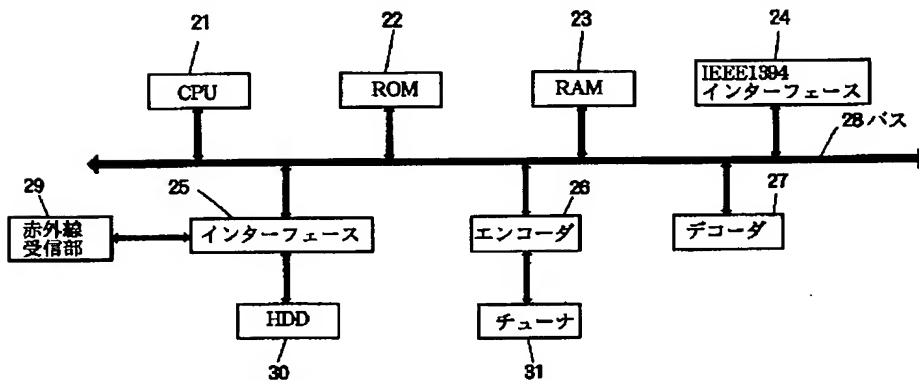 21
22
23
24
CPU
ROM
RAM
IEEE1394
インターフェース
28バス
29
25
26
27
赤外線
受信部
インターフェース
エンコーダ
デコーダ
HDD
チューナ
30
31